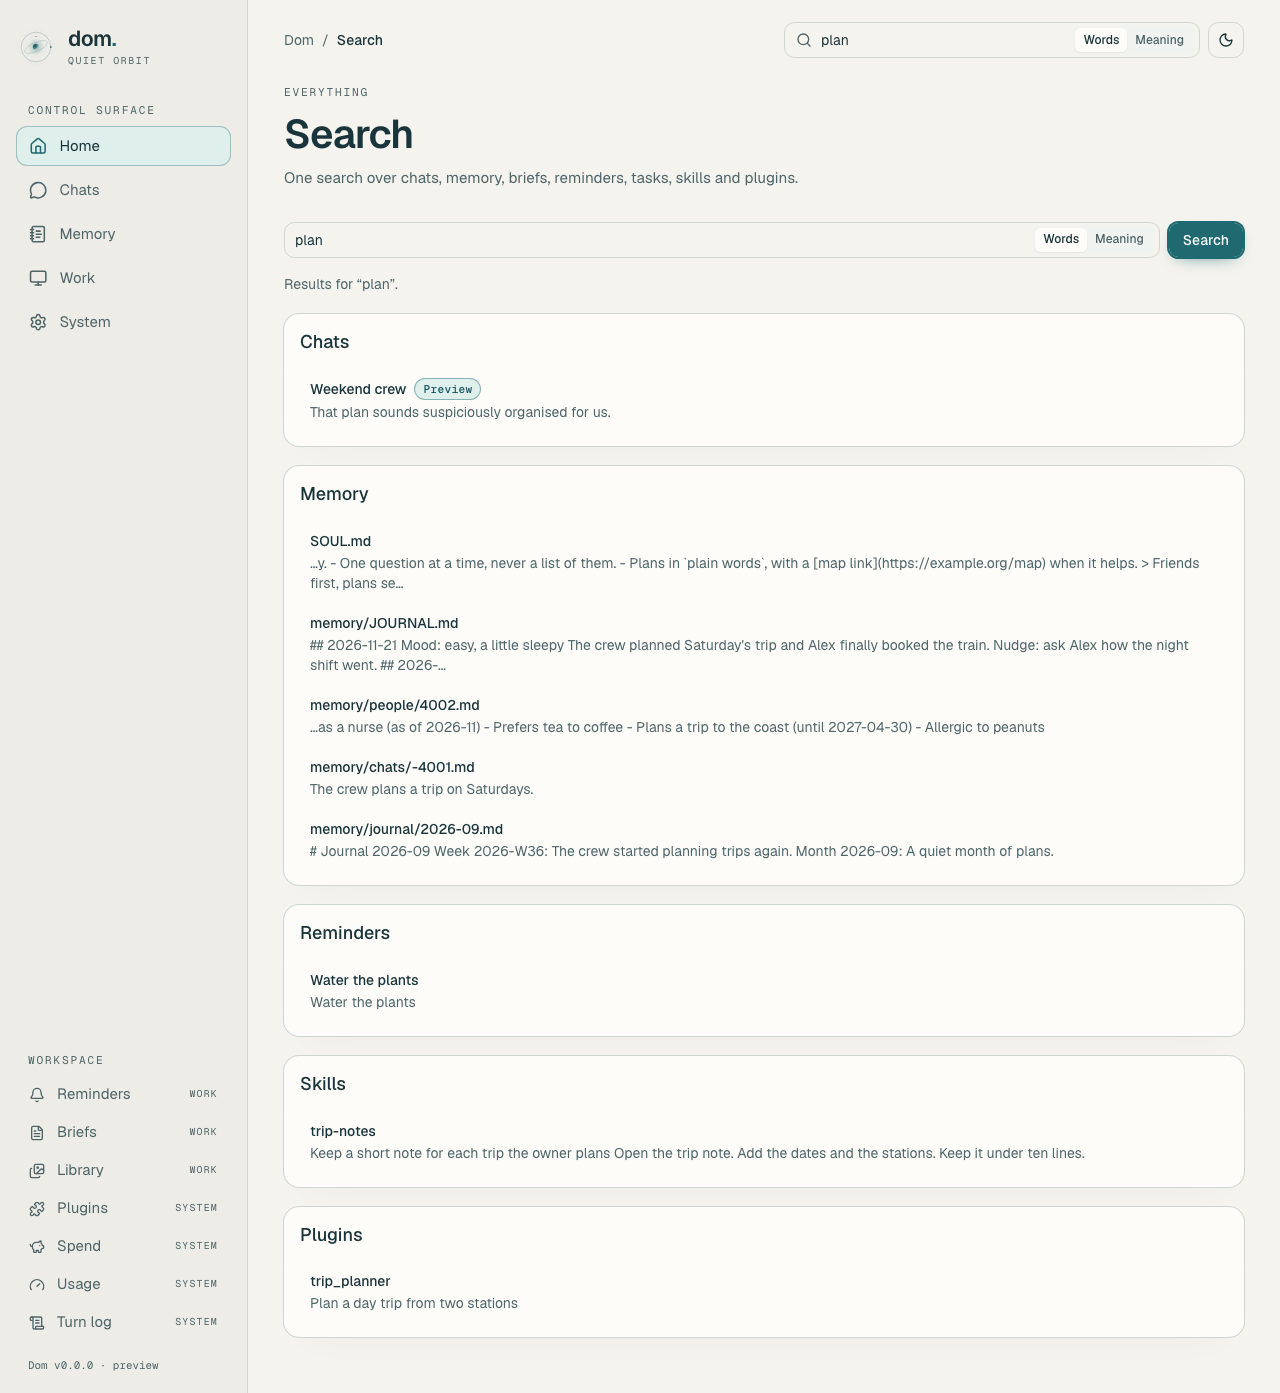 dom.
QUIET ORBIT
CONTROL SURFACE
Home
Chats
Memory
Work
System
WORKSPACE
Reminders WORK
Briefs WORK
Library WORK
Plugins SYSTEM
Spend SYSTEM
Usage SYSTEM
Turn log SYSTEM
Dom v0.0.0 · preview
Dom / Search
plan Words Meaning
EVERYTHING
Search
One search over chats, memory, briefs, reminders, tasks, skills and plugins.
plan Words Meaning Search
Results for “plan”.
Chats
Weekend crew Preview
That plan sounds suspiciously organised for us.
Memory
SOUL.md
…y. - One question at a time, never a list of them. - Plans in `plain words`, with a [map link](https://example.org/map) when it helps. > Friends
first, plans se…
memory/JOURNAL.md
## 2026-11-21 Mood: easy, a little sleepy The crew planned Saturday's trip and Alex finally booked the train. Nudge: ask Alex how the night
shift went. ## 2026-…
memory/people/4002.md
…as a nurse (as of 2026-11) - Prefers tea to coffee - Plans a trip to the coast (until 2027-04-30) - Allergic to peanuts
memory/chats/-4001.md
The crew plans a trip on Saturdays.
memory/journal/2026-09.md
# Journal 2026-09 Week 2026-W36: The crew started planning trips again. Month 2026-09: A quiet month of plans.
Reminders
Water the plants
Water the plants
Skills
trip-notes
Keep a short note for each trip the owner plans Open the trip note. Add the dates and the stations. Keep it under ten lines.
Plugins
trip_planner
Plan a day trip from two stations